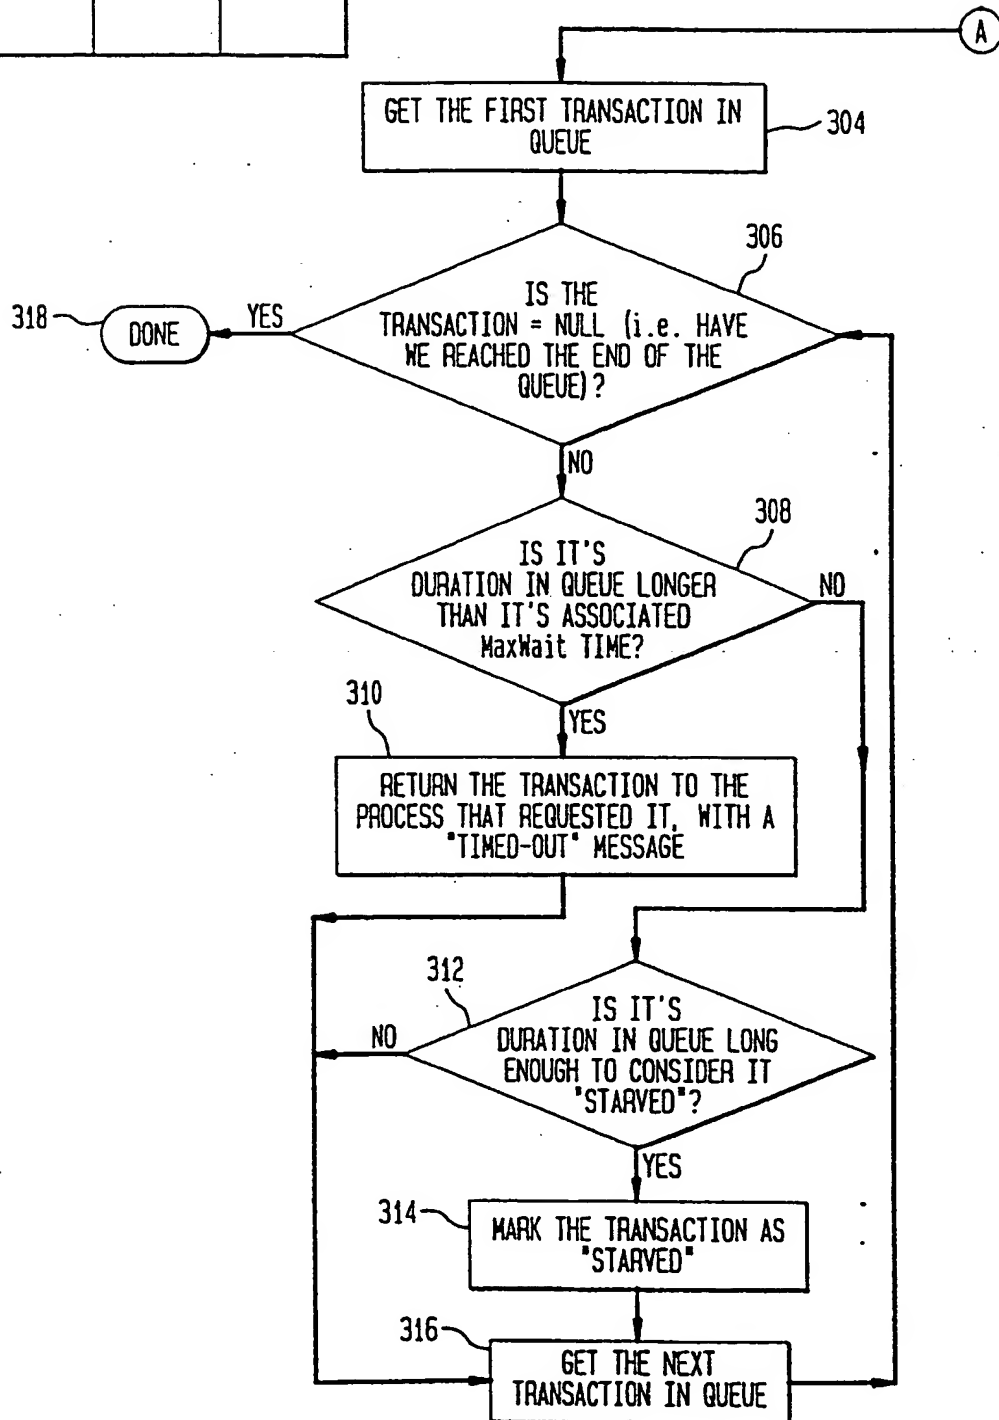 A
GET THE FIRST TRANSACTION IN
QUEUE
304
306
IS THE
TRANSACTION = NULL (i.e. HAVE
WE REACHED THE END OF THE
QUEUE)?
YES
318
DONE
NO
308
IS IT'S
DURATION IN QUEUE LONGER
THAN IT'S ASSOCIATED
MaxWait TIME?
NO
YES
310
RETURN THE TRANSACTION TO THE
PROCESS THAT REQUESTED IT, WITH A
"TIMED-OUT" MESSAGE
312
IS IT'S
DURATION IN QUEUE LONG
ENOUGH TO CONSIDER IT
"STARVED"?
NO
YES
314
MARK THE TRANSACTION AS
"STARVED"
316
GET THE NEXT
TRANSACTION IN QUEUE